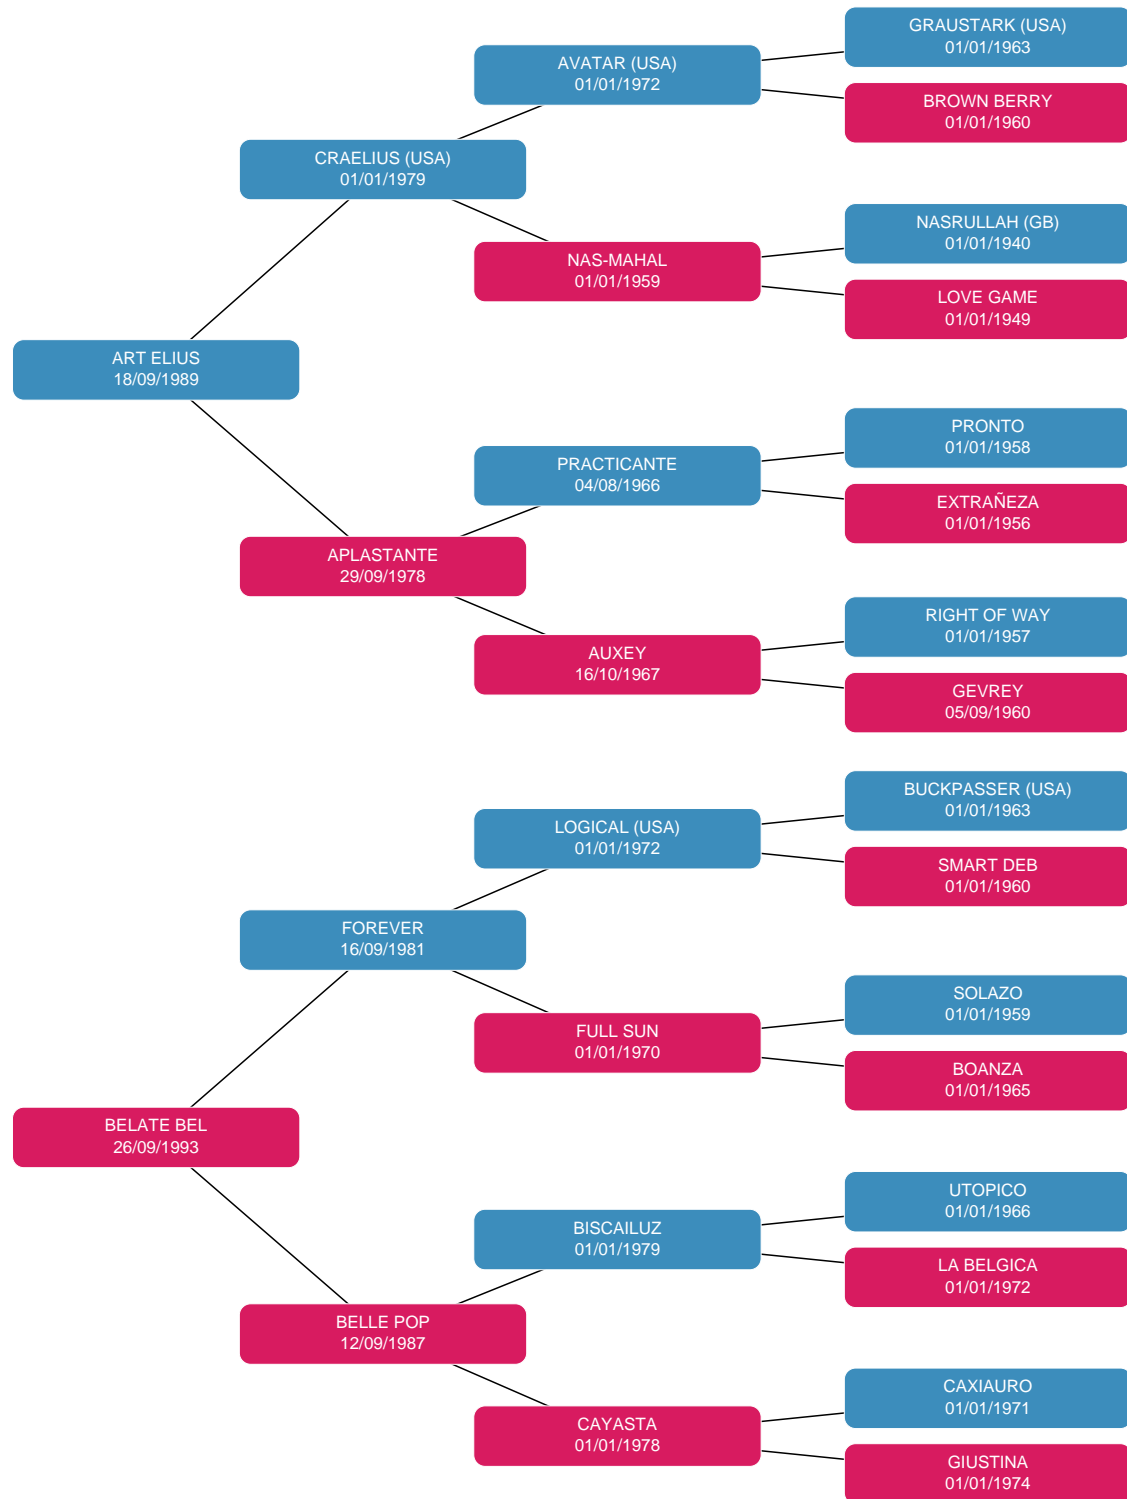 GRAUSTARK (USA)
01/01/1963
AVATAR (USA)
01/01/1972
BROWN BERRY
01/01/1960
CRAELIUS (USA)
01/01/1979
NASRULLAH (GB)
01/01/1940
NAS-MAHAL
01/01/1959
LOVE GAME
01/01/1949
ART ELIUS
18/09/1989
PRONTO
01/01/1958
PRACTICANTE
04/08/1966
EXTRAÑEZA
01/01/1956
APLASTANTE
29/09/1978
RIGHT OF WAY
01/01/1957
AUXEY
16/10/1967
GEVREY
05/09/1960
BUCKPASSER (USA)
01/01/1963
LOGICAL (USA)
01/01/1972
SMART DEB
01/01/1960
FOREVER
16/09/1981
SOLAZO
01/01/1959
FULL SUN
01/01/1970
BOANZA
01/01/1965
BELATE BEL
26/09/1993
UTOPICO
01/01/1966
BISCAILUZ
01/01/1979
LA BELGICA
01/01/1972
BELLE POP
12/09/1987
CAXIAURO
01/01/1971
CAYASTA
01/01/1978
GIUSTINA
01/01/1974